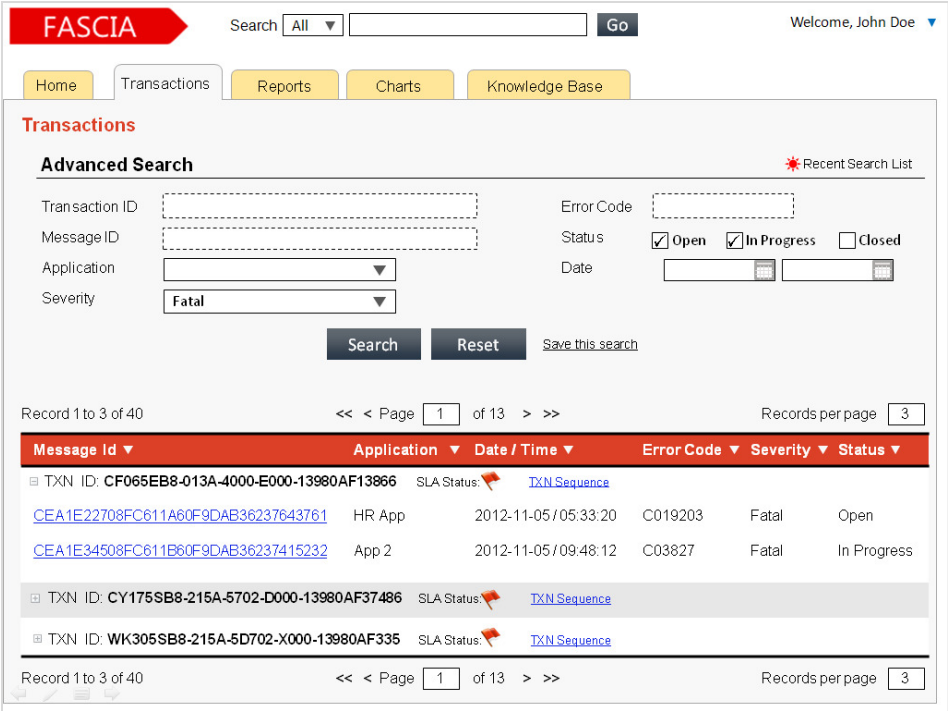 FASCIA
Search All Go
Welcome, John Doe
Home Transactions Reports Charts Knowledge Base
Transactions
Advanced Search
Recent Search List
Transaction ID
Error Code
Message ID
Status Open In Progress Closed
Application
Date
Severity Fatal
Search Reset Save this search
Record 1 to 3 of 40 << < Page 1 of 13 > >> Records per page 3
Message Id Application Date / Time Error Code Severity Status
TXN ID: CF065EB8-013A-4000-E000-13980AF13866 SLA Status: TXN Sequence
CEA1E22708FC611A60F9DAB36237643761 HR App 2012-11-05 / 05:33:20 C019203 Fatal Open
CEA1E34508FC611B60F9DAB36237415232 App 2 2012-11-05 / 09:48:12 C03827 Fatal In Progress
TXN ID: CY175SB8-215A-5702-D000-13980AF37486 SLA Status: TXN Sequence
TXN ID: WK305SB8-215A-5D702-X000-13980AF335 SLA Status: TXN Sequence
Record 1 to 3 of 40 << < Page 1 of 13 > >> Records per page 3